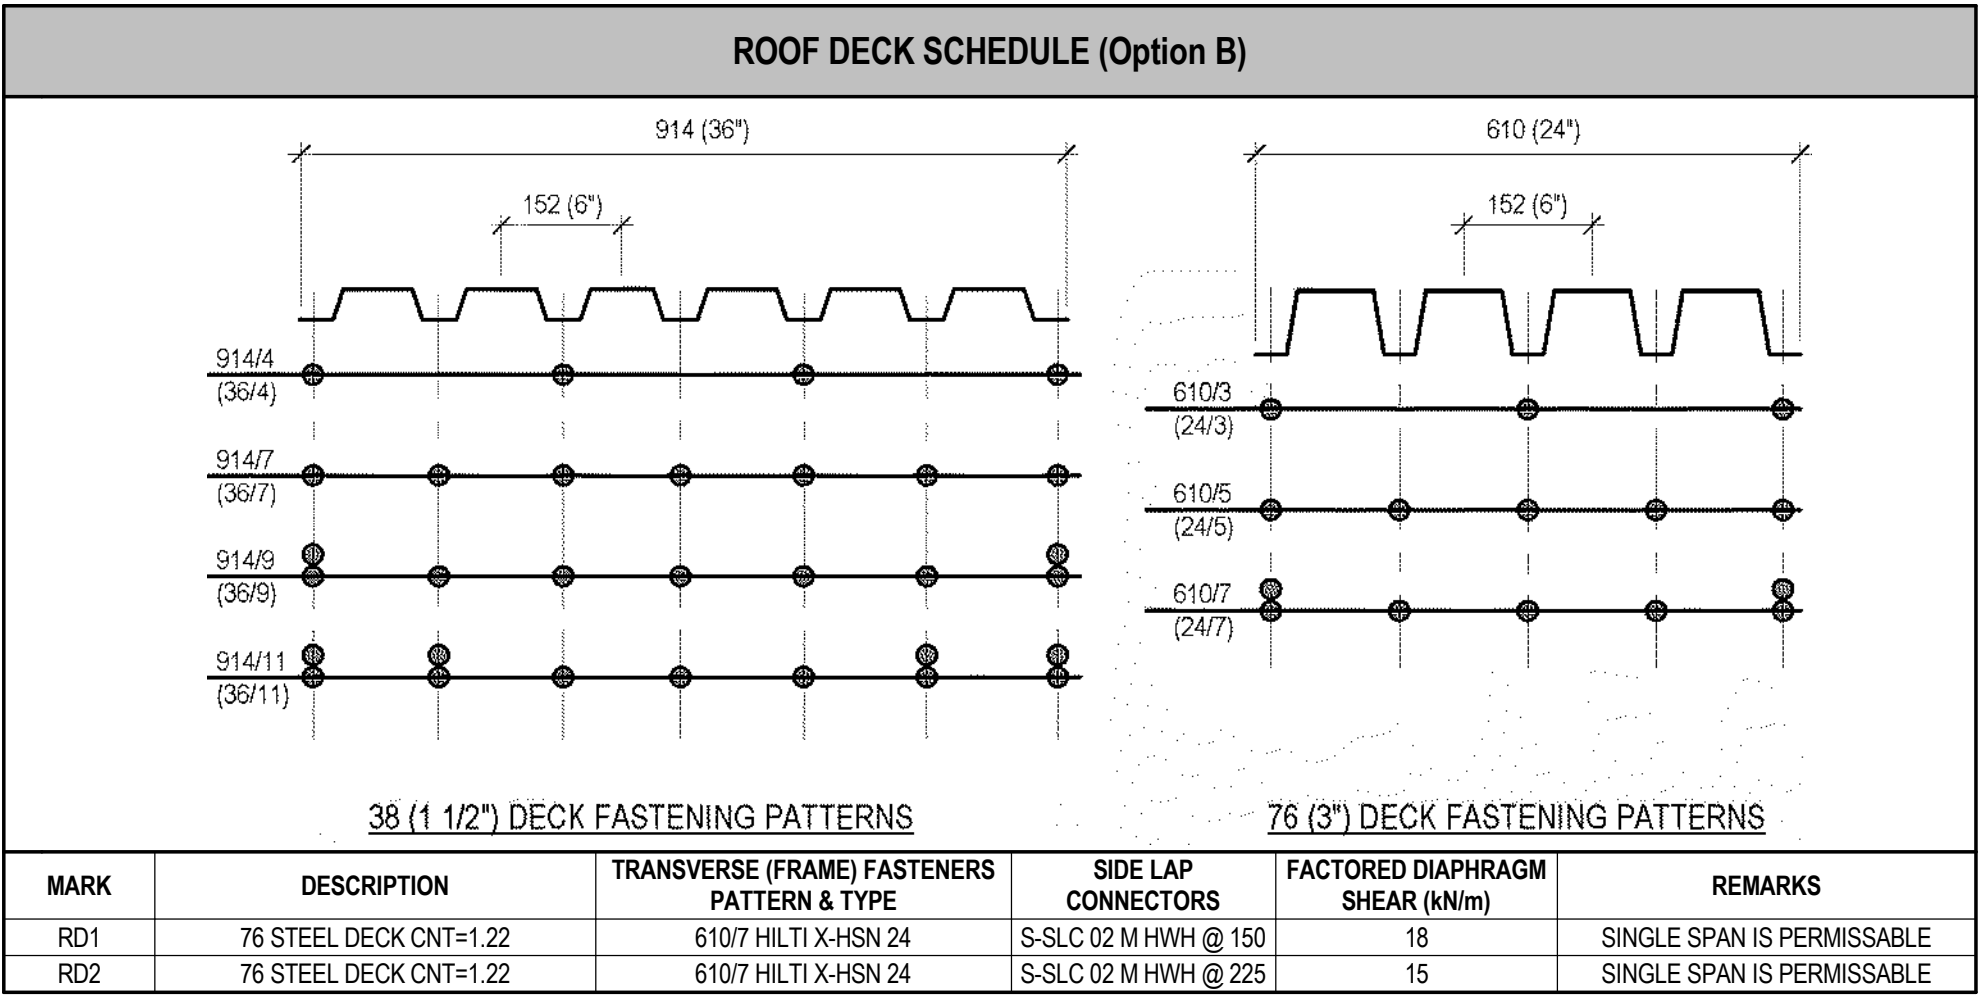 ROOF DECK SCHEDULE (Option B)
914 (36")
152 (6")
914/4
(36/4)
914/7
(36/7)
914/9
(36/9)
914/11
(36/11)
38 (1 1/2") DECK FASTENING PATTERNS
610 (24")
152 (6")
610/3
(24/3)
610/5
(24/5)
610/7
(24/7)
76 (3") DECK FASTENING PATTERNS
MARK
DESCRIPTION
TRANSVERSE (FRAME) FASTENERS
PATTERN & TYPE
SIDE LAP
CONNECTORS
FACTORED DIAPHRAGM
SHEAR (kN/m)
REMARKS
RD1 76 STEEL DECK CNT=1.22 610/7 HILTI X-HSN 24 S-SLC 02 M HWH @ 150 18 SINGLE SPAN IS PERMISSABLE
RD2 76 STEEL DECK CNT=1.22 610/7 HILTI X-HSN 24 S-SLC 02 M HWH @ 225 15 SINGLE SPAN IS PERMISSABLE